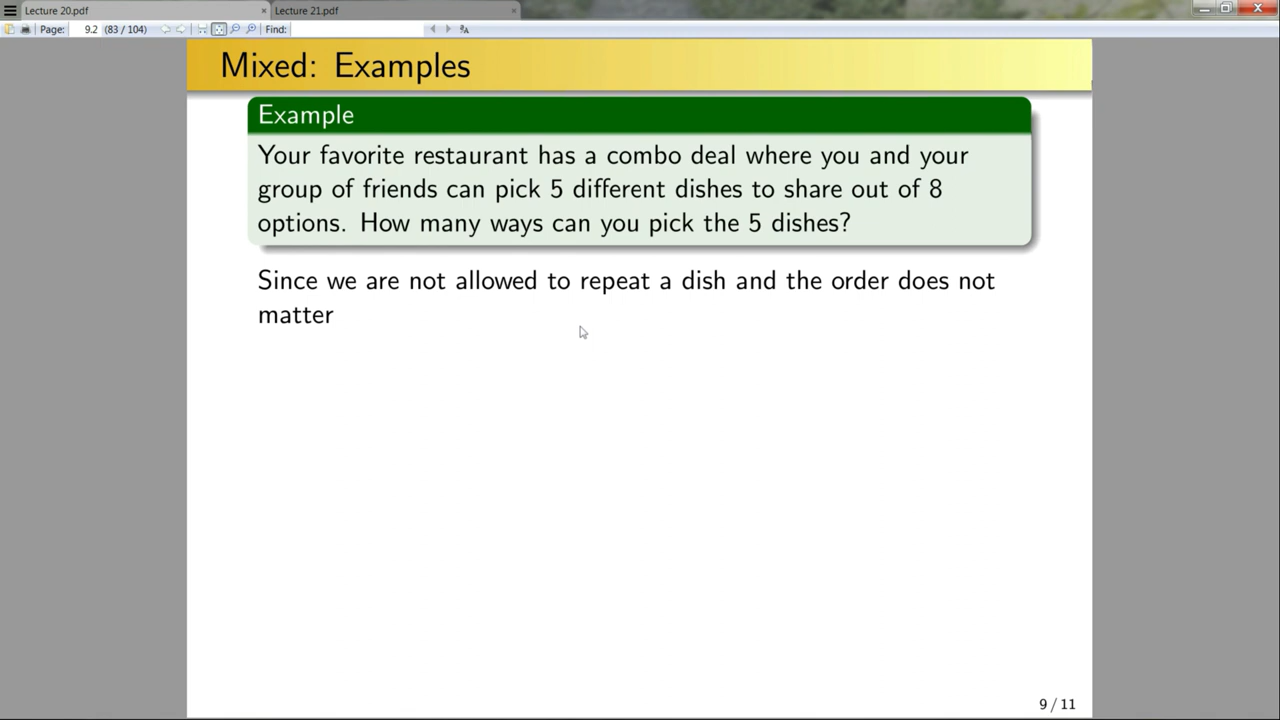 Lecture 20.pdf
Lecture 21.pdf
Page: 9.2 (83 / 104) Find:
Mixed: Examples
Example
Your favorite restaurant has a combo deal where you and your
group of friends can pick 5 different dishes to share out of 8
options. How many ways can you pick the 5 dishes?
Since we are not allowed to repeat a dish and the order does not
matter
9 / 11